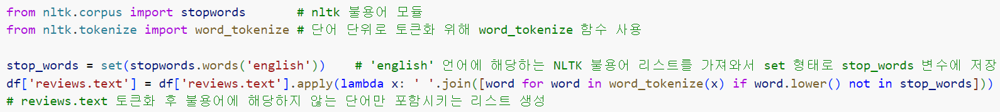 from nltk.corpus import stopwords       # nltk 불용어 모듈
from nltk.tokenize import word_tokenize # 단어 단위로 토큰화 위해 word_tokenize 함수 사용
stop_words = set(stopwords.words('english'))    # 'english' 언어에 해당하는 NLTK 불용어 리스트를 가져와서 set 형태로 stop_words 변수에 저장
df['reviews.text'] = df['reviews.text'].apply(lambda x: ' '.join([word for word in word_tokenize(x) if word.lower() not in stop_words]))
# reviews.text 토큰화 후 불용어에 해당하지 않는 단어만 포함시키는 리스트 생성